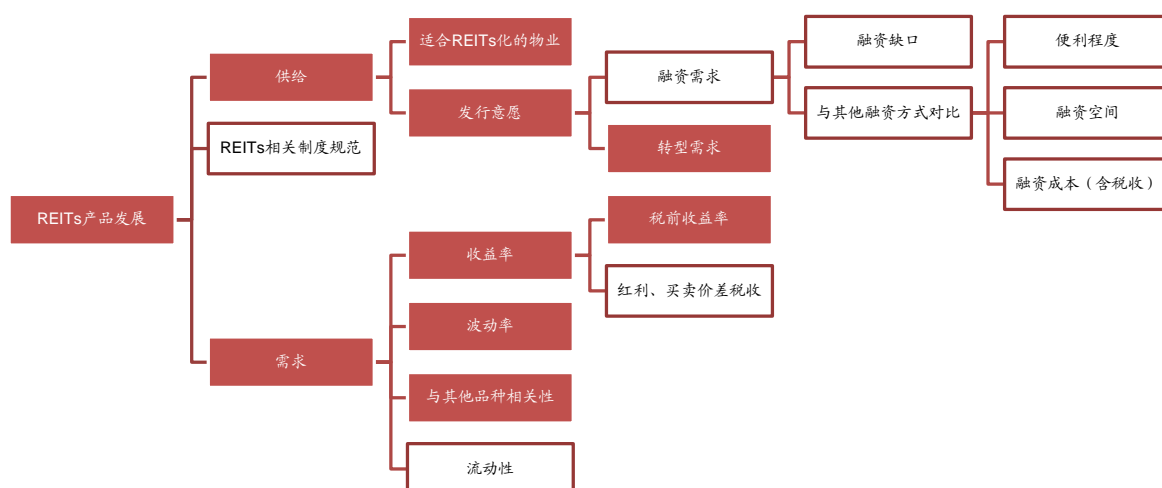 适合REITs化的物业
融资缺口
便利程度
供给
融资需求
发行意愿
与其他融资方式对比
融资空间
REITs相关制度规范
转型需求
融资成本（含税收）
REITs产品发展
税前收益率
收益率
红利、买卖价差税收
波动率
需求
与其他品种相关性
流动性